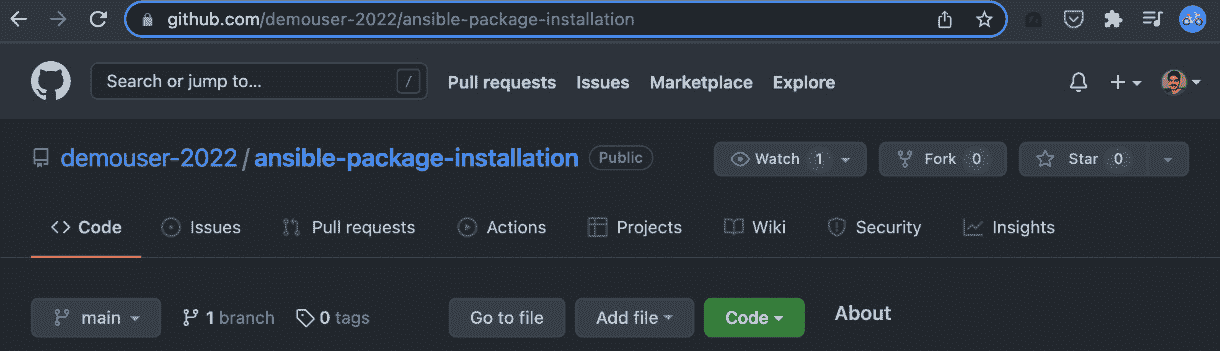 github.com/demouser-2022/ansible-package-installation
Search or jump to... / Pull requests Issues Marketplace Explore
demouser-2022/ansible-package-installation Public Watch 1 Fork 0 Star 0
Code Issues Pull requests Actions Projects Wiki Security Insights
main 1 branch 0 tags Go to file Add file Code About